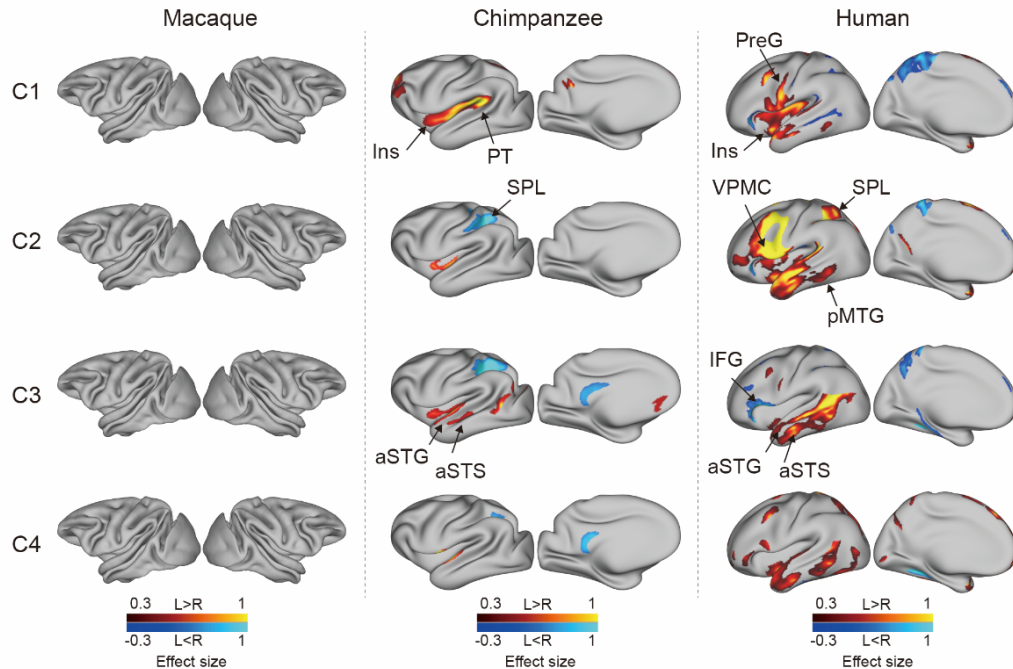 Macaque
Chimpanzee
Human
C1
Ins
PT
PreG
Ins
C2
SPL
VPMC
SPL
pMTG
C3
aSTG
aSTS
IFG
aSTG
aSTS
C4
0.3 L>R 1
-0.3 L<R 1
Effect size
0.3 L>R 1
-0.3 L<R 1
Effect size
0.3 L>R 1
-0.3 L<R 1
Effect size